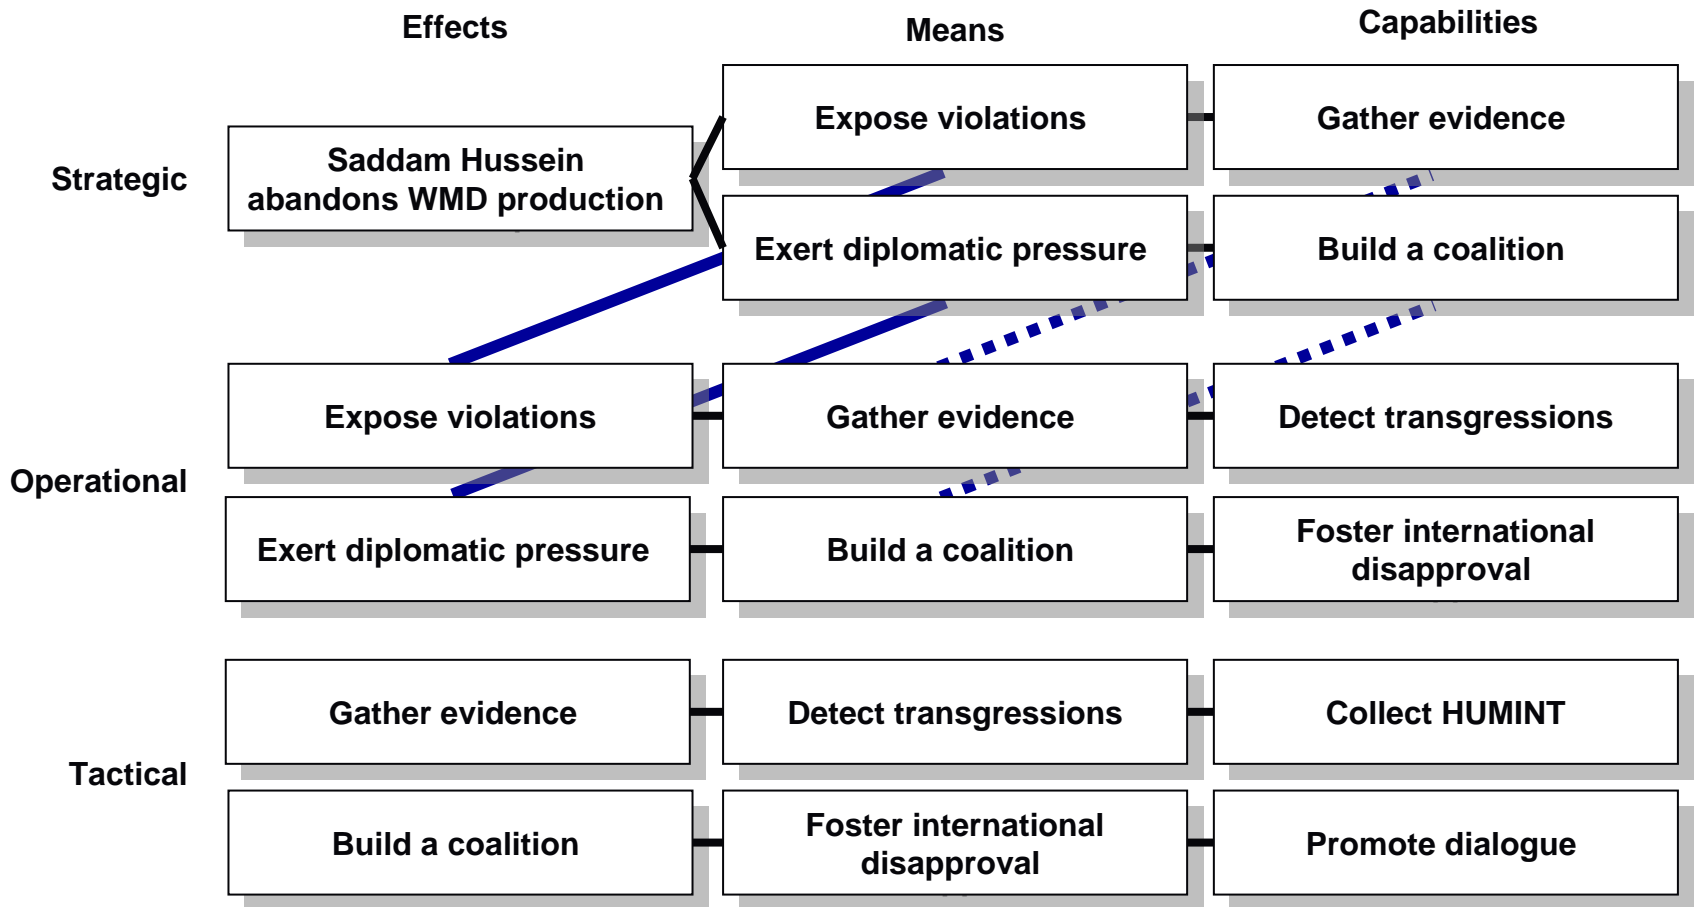 Effects
Means
Capabilities
Strategic
Saddam Hussein
abandons WMD production
Expose violations
Gather evidence
Exert diplomatic pressure
Build a coalition
Operational
Expose violations
Gather evidence
Detect transgressions
Exert diplomatic pressure
Build a coalition
Foster international
disapproval
Tactical
Gather evidence
Detect transgressions
Collect HUMINT
Build a coalition
Foster international
disapproval
Promote dialogue